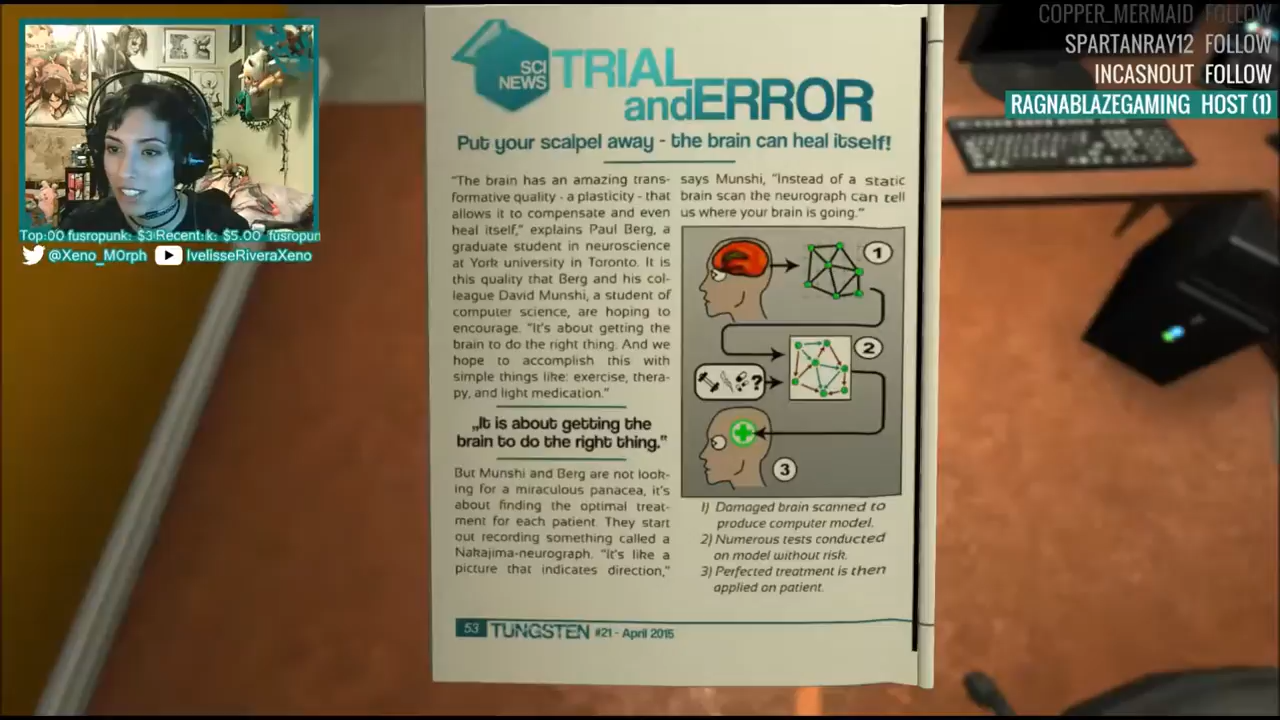 COPPER_MERMAID FOLLOW
SPARTANRAY12 FOLLOW
INCASNOUT FOLLOW
RAGNABLAZEGAMING HOST (1)
Top:00 fusropunk: $3 Recent:k: $5.00 fusropun
@Xeno_M0rph IvelisseRiveraXeno
SCI
NEWS
TRIAL
and ERROR
Put your scalpel away - the brain can heal itself!
"The brain has an amazing trans-
formative quality - a plasticity - that
allows it to compensate and even
heal itself," explains Paul Berg, a
graduate student in neuroscience
at York university in Toronto. It is
this quality that Berg and his col-
league David Munshi, a student of
computer science, are hoping to
encourage. "It's about getting the
brain to do the right thing. And we
hope to accomplish this with
simple things like: exercise, thera-
py, and light medication."
„It is about getting the
brain to do the right thing."
But Munshi and Berg are not look-
ing for a miraculous panacea, it's
about finding the optimal treat-
ment for each patient. They start
out recording something called a
Nakajima-neurograph. "It's like a
picture that indicates direction,"
says Munshi, "Instead of a static
brain scan the neurograph can tell
us where your brain is going."
1
2
?
3
1) Damaged brain scanned to
produce computer model.
2) Numerous tests conducted
on model without risk.
3) Perfected treatment is then
applied on patient.
53 TUNGSTEN #21 - April 2015